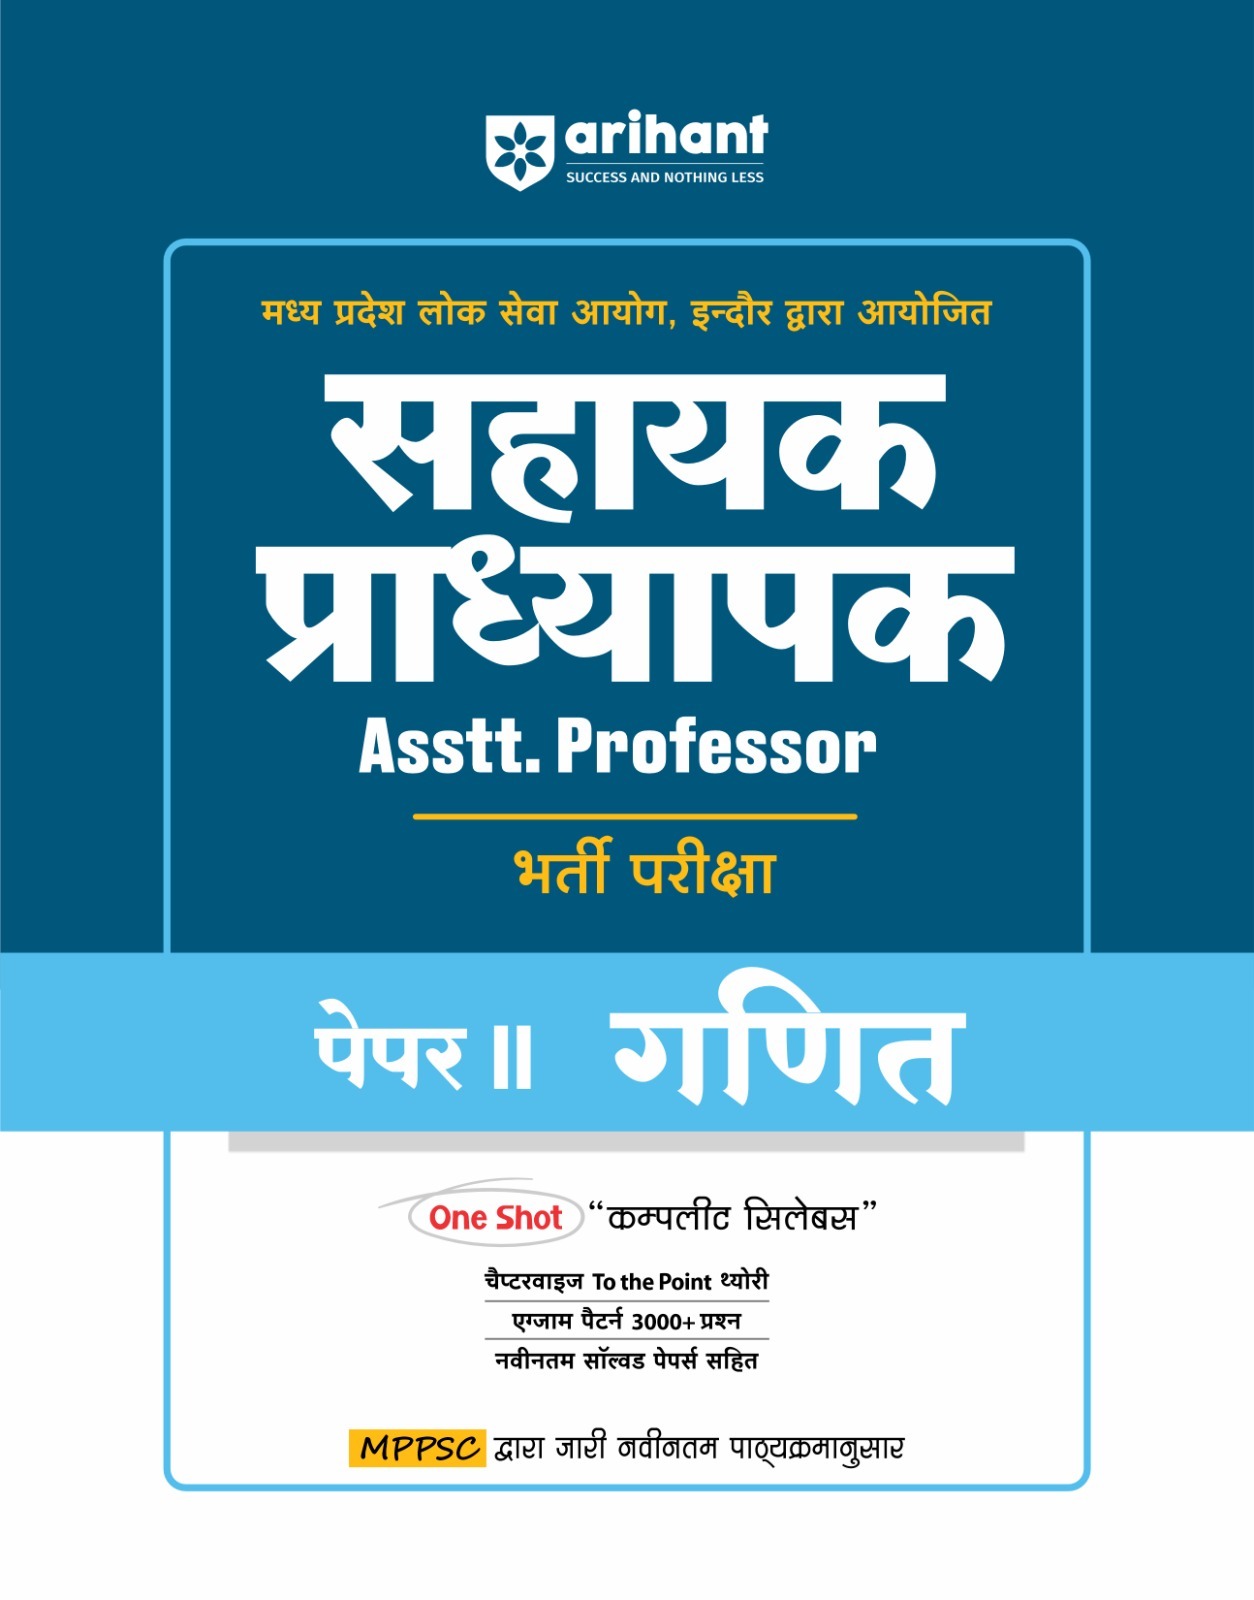 arihant
SUCCESS AND NOTHING LESS
मध्य प्रदेश लोक सेवा आयोग, इन्दौर द्वारा आयोजित
सहायक
प्राध्यापक
Asstt. Professor
भर्ती परीक्षा
पेपर II गणित
One Shot “कम्पलीट सिलेबस”
चैप्टरवाइज To the Point थ्योरी
एग्जाम पैटर्न 3000+ प्रश्न
नवीनतम सॉल्वड पेपर्स सहित
MPPSC द्वारा जारी नवीनतम पाठ्यक्रमानुसार